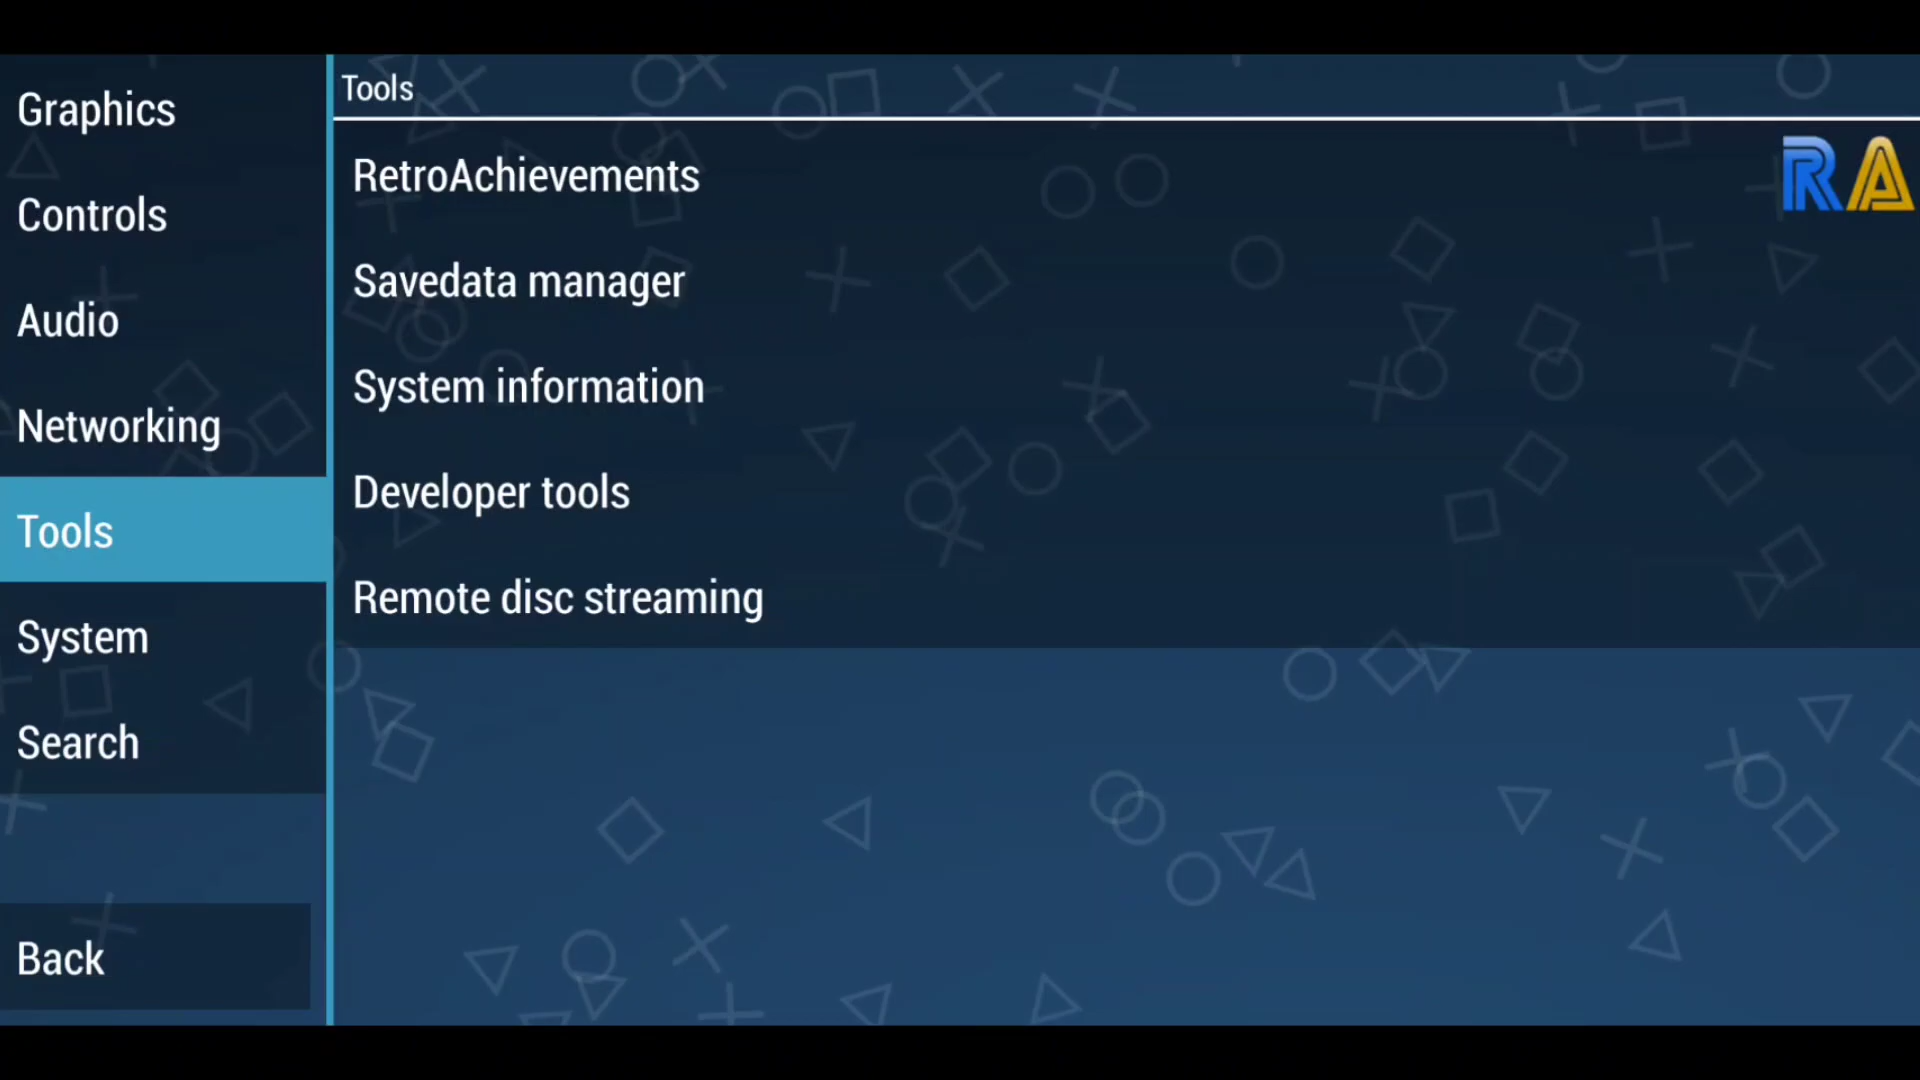 Graphics
Controls
Audio
Networking
Tools
System
Search
Back
Tools
RetroAchievements
RA
Savedata manager
System information
Developer tools
Remote disc streaming